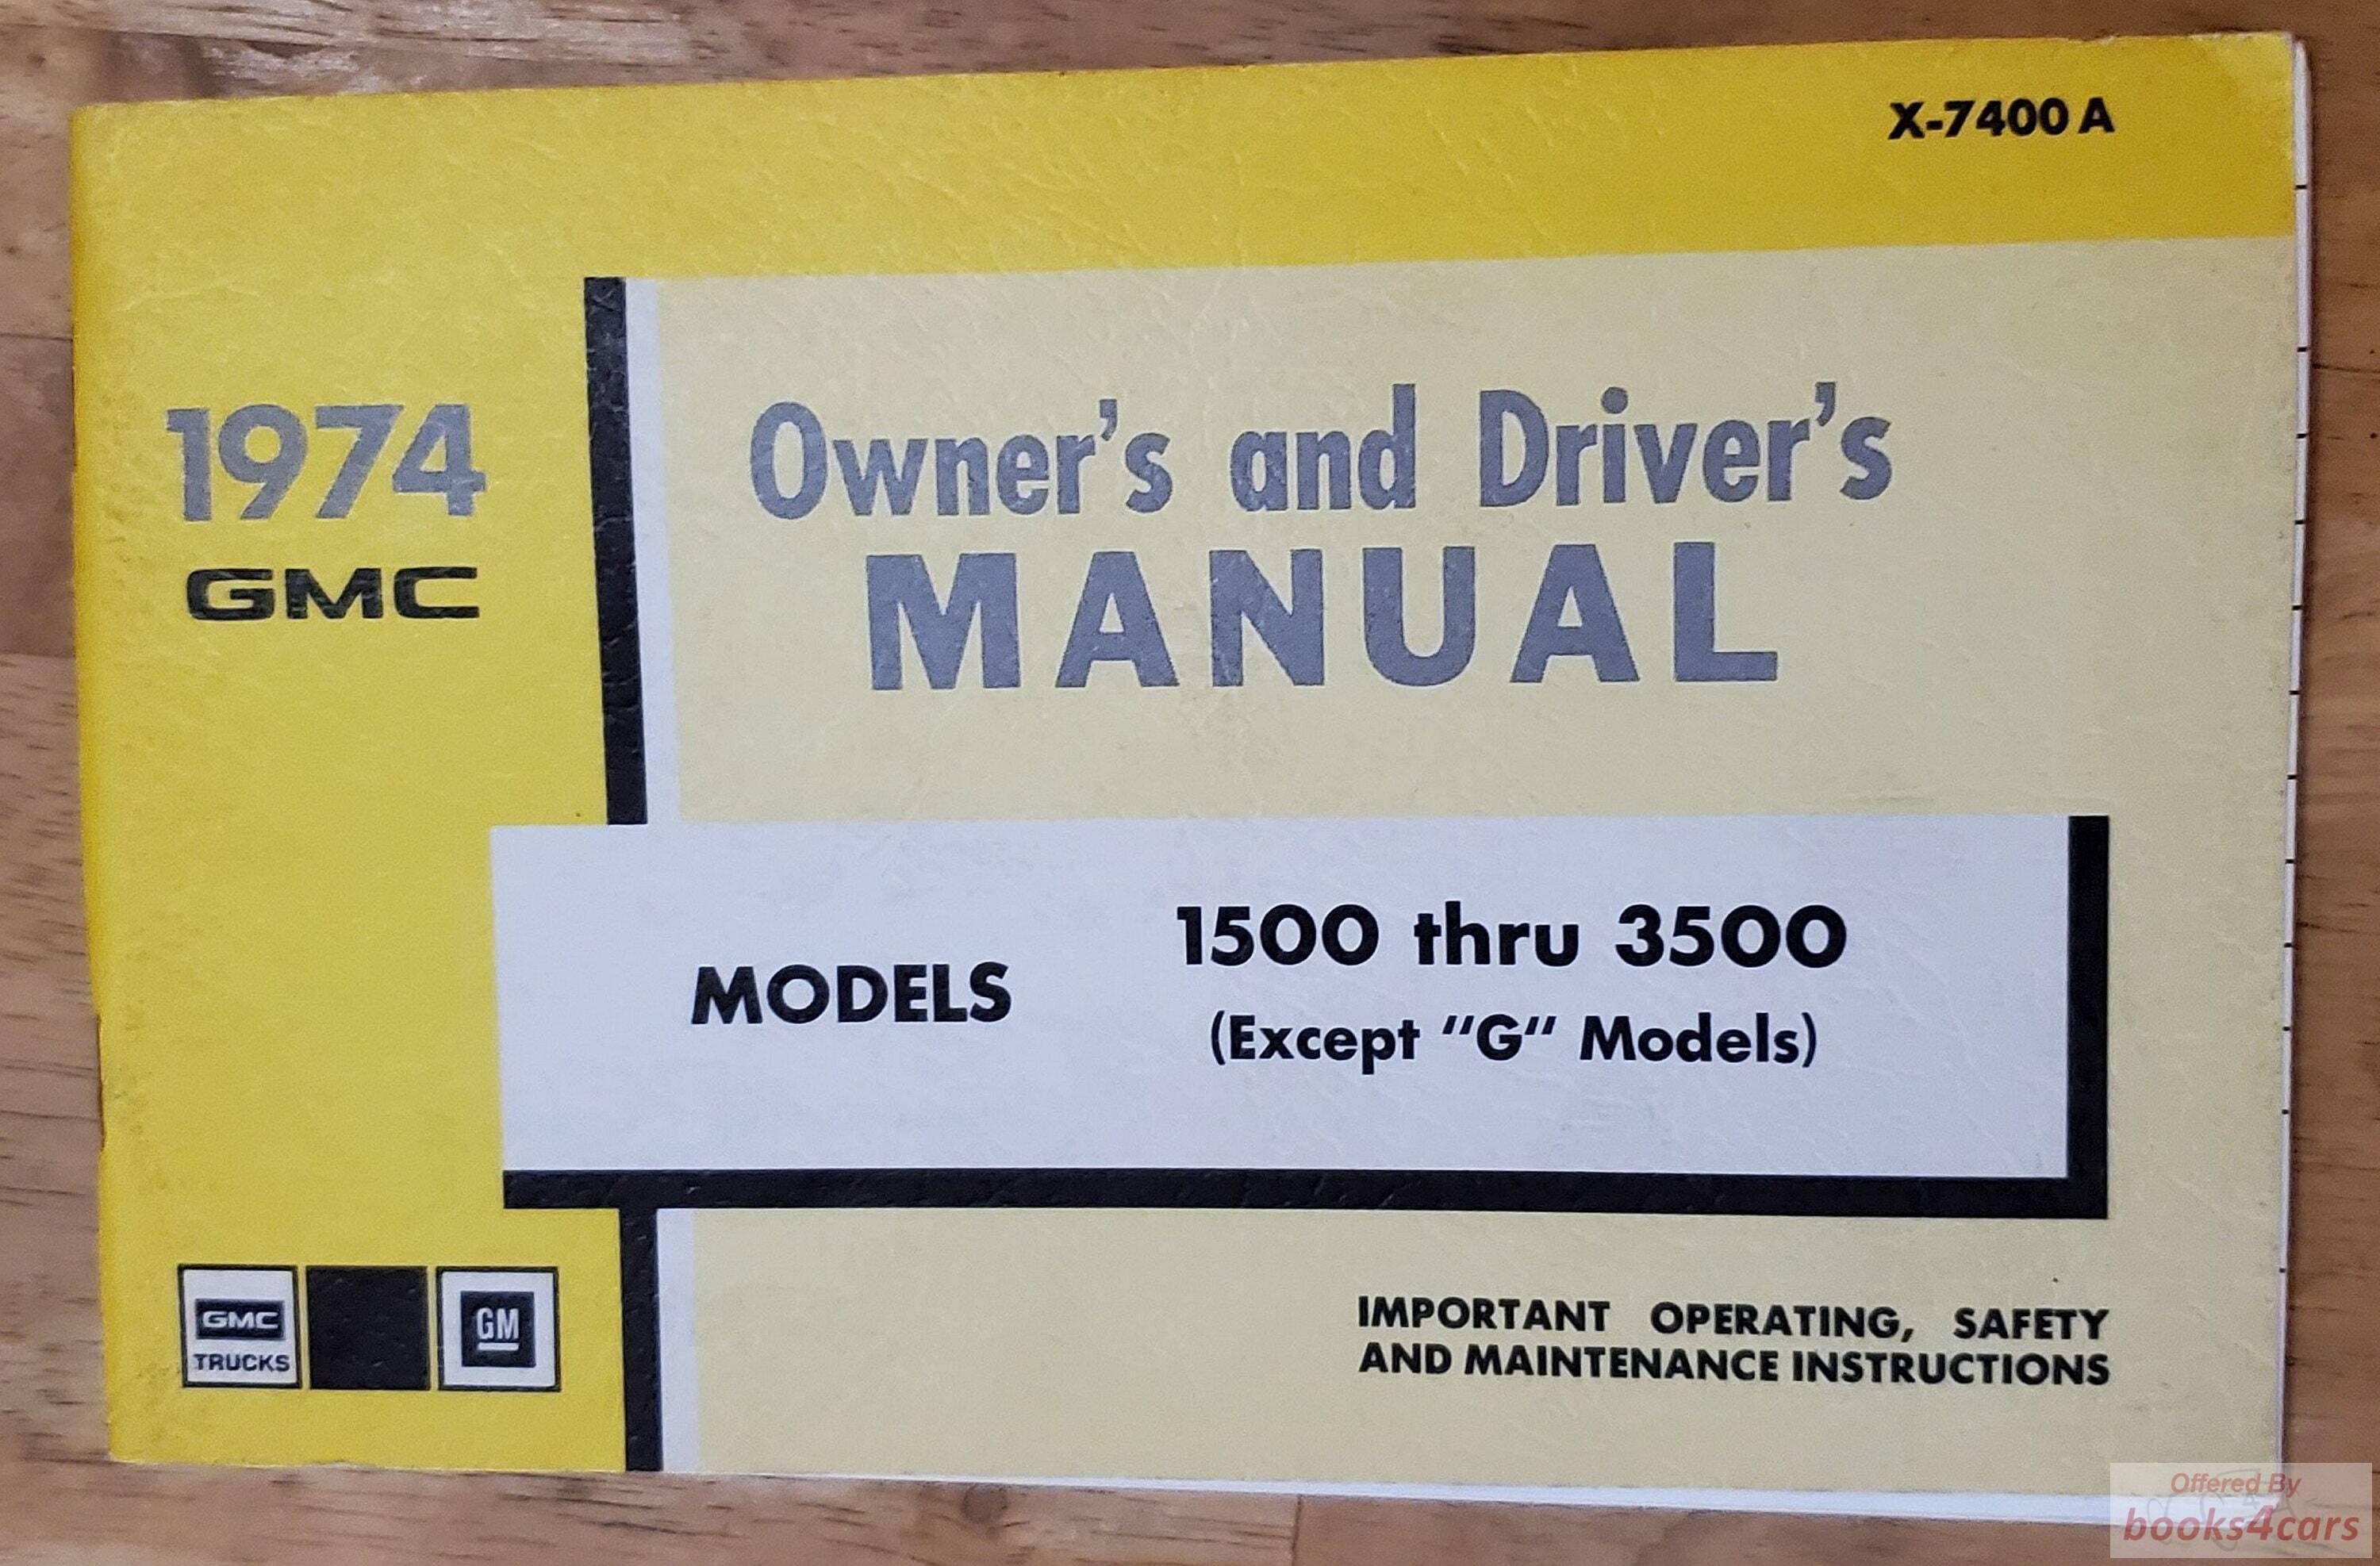 X-7400 A
1974
GMC
Owner's and Driver's
MANUAL
MODELS
1500 thru 3500
(Except "G" Models)
GMC
TRUCKS
GM
IMPORTANT OPERATING, SAFETY
AND MAINTENANCE INSTRUCTIONS
Offered By
books4cars